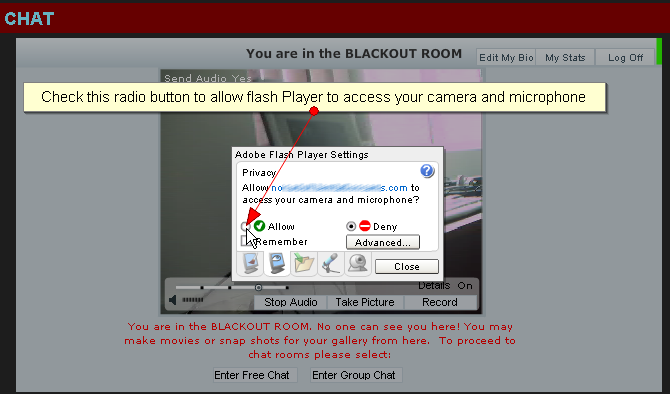 CHAT
You are in the BLACKOUT ROOM
Edit My Bio
My Stats
Log Off
Send Audio Yes
Check this radio button to allow flash Player to access your camera and microphone
Adobe Flash Player Settings
Privacy
?
Allow no s.com to
access your camera and microphone?
Allow
Deny
Remember
Advanced...
Close
Details On
Stop Audio
Take Picture
Record
You are in the BLACKOUT ROOM. No one can see you here! You may
make movies or snap shots for your gallery from here. To proceed to
chat rooms please select:
Enter Free Chat
Enter Group Chat